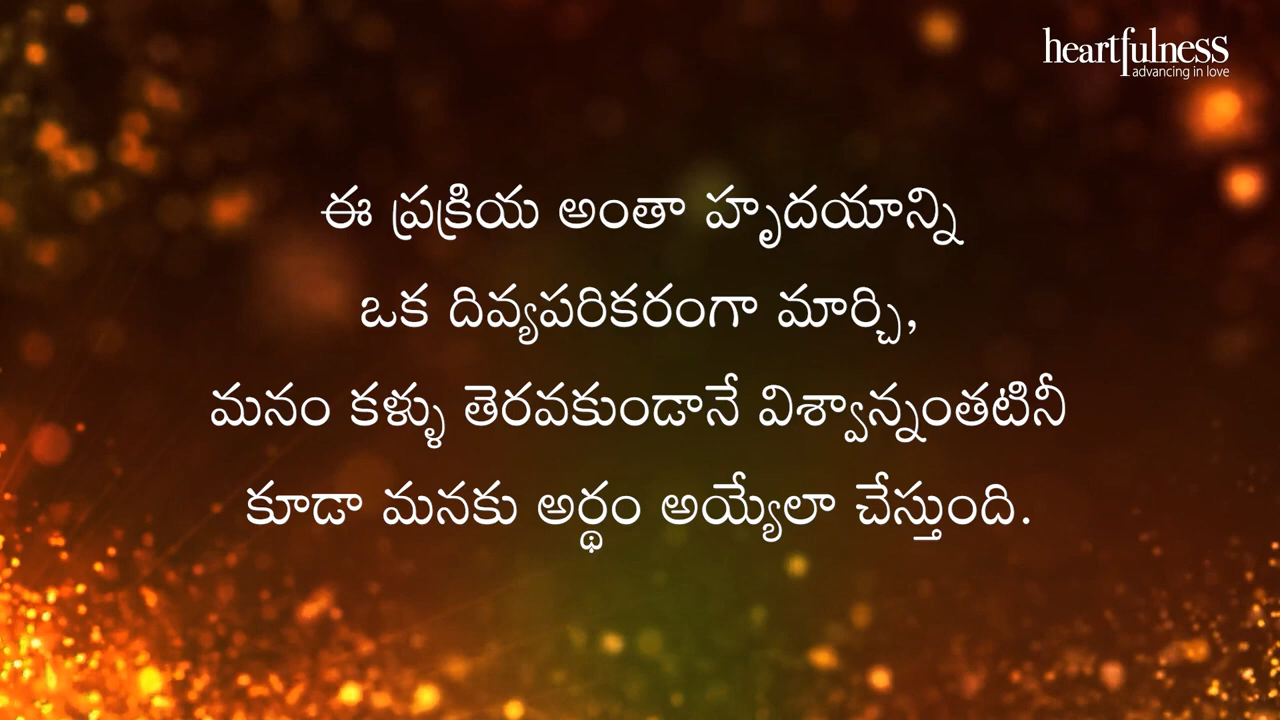 heartfulness
advancing in love
ఈ ప్రక్రియ అంతా హృదయాన్ని
ఒక దివ్యపరికరంగా మార్చి,
మనం కళ్ళు తెరవకుండానే విశ్వాన్నంతటినీ
కూడా మనకు అర్థం అయ్యేలా చేస్తుంది.